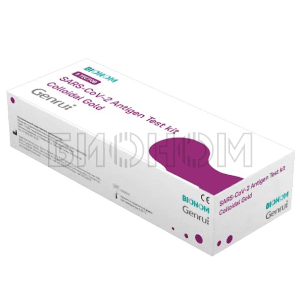 BIONOM
SARS-CoV-2 Antigen Test kit
Colloidal Gold
Genrui
БИОНОМ
SARS-CoV-2 Antigen Test kit
Colloidal Gold
BIONOM
Genrui
CE